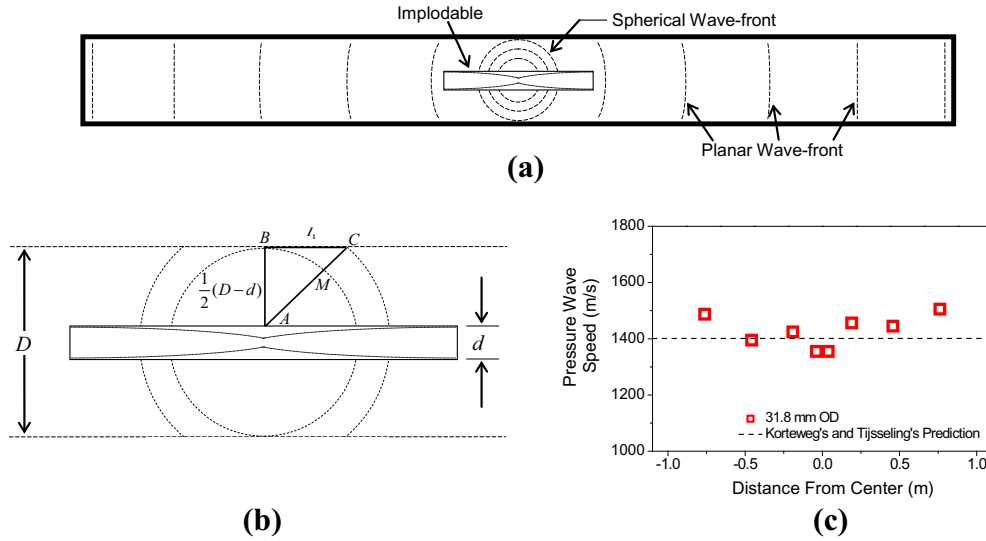 Implodable
Spherical Wave-front
Planar Wave-front
(a)
B
C
½(D-d)
M
A
D
d
(b)
1800
1600
1400
1200
1000
Pressure Wave
Speed (m/s)
31.8 mm OD
Korteweg's and Tijsseling's Prediction
-1.0
-0.5
0.0
0.5
1.0
Distance From Center (m)
(c)